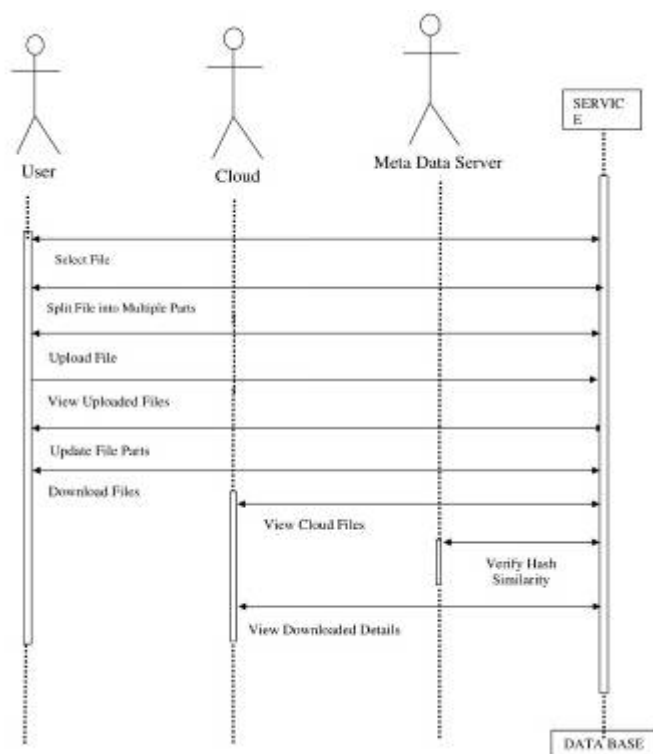 SERVIC
E
User
Cloud
Meta Data Server
Select File
Split File into Multiple Parts
Upload File
View Uploaded Files
Update File Parts
Download Files
View Cloud Files
Verify Hash
Similarity
View Downloaded Details
DATA BASE